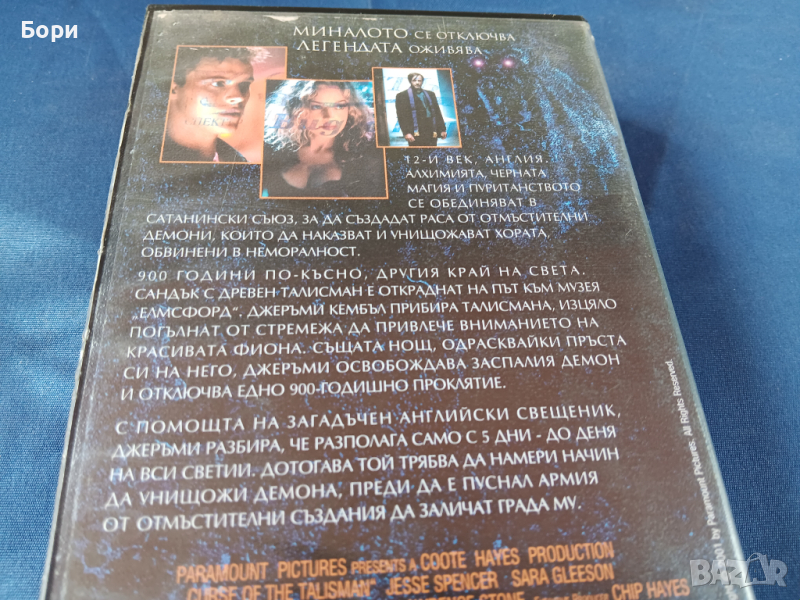 Бори
МИНАЛОТО СЕ ОТКЛЮЧВА
ЛЕГЕНДАТА ОЖИВЯВА
12-И ВЕК, АНГЛИЯ.
АЛХИМИЯТА, ЧЕРНАТА
МАГИЯ И ПУРИТАНСТВОТО
СЕ ОБЕДИНЯВАТ В
САТАНИНСКИ СЪЮЗ, ЗА ДА СЪЗДАДАТ РАСА ОТ ОТМЪСТИТЕЛНИ
ДЕМОНИ, КОИТО ДА НАКАЗВАТ И УНИЩОЖАВАТ ХОРАТА,
ОБВИНЕНИ В НЕМОРАЛНОСТ.
900 ГОДИНИ ПО-КЪСНО, ДРУГИЯ КРАЙ НА СВЕТА.
САНДЪК С ДРЕВЕН ТАЛИСМАН Е ОТКРАДНАТ НА ПЪТ КЪМ МУЗЕЯ
„ЕЛМСФОРД“. ДЖЕРЪМИ КЕМБЪЛ ПРИБИРА ТАЛИСМАНА, ИЗЦЯЛО
ПОГЪЛНАТ ОТ СТРЕМЕЖА ДА ПРИВЛЕЧЕ ВНИМАНИЕТО НА
КРАСИВАТА ФИОНА. СЪЩАТА НОЩ, ОДРАСКВАЙКИ ПРЪСТА
СИ НА НЕГО, ДЖЕРЪМИ ОСВОБОЖДАВА ЗАСПАЛИЯ ДЕМОН
И ОТКЛЮЧВА ЕДНО 900-ГОДИШНО ПРОКЛЯТИЕ.
С ПОМОЩТА НА ЗАГАДЪЧЕН АНГЛИЙСКИ СВЕЩЕНИК,
ДЖЕРЪМИ РАЗБИРА, ЧЕ РАЗПОЛАГА САМО С 5 ДНИ - ДО ДЕНЯ
НА ВСИ СВЕТИИ. ДОТОГАВА ТОЙ ТРЯБВА ДА НАМЕРИ НАЧИН
ДА УНИЩОЖИ ДЕМОНА, ПРЕДИ ДА Е ПУСНАЛ АРМИЯ
ОТ ОТМЪСТИТЕЛНИ СЪЗДАНИЯ ДА ЗАЛИЧАТ ГРАДА МУ.
PARAMOUNT PICTURES PRESENTS A COOTE HAYES PRODUCTION
"CURSE OF THE TALISMAN" JESSE SPENCER SARA GLEESON
STONE CHIP HAYES
by Paramount Pictures. All Rights Reserved.
BAZAR